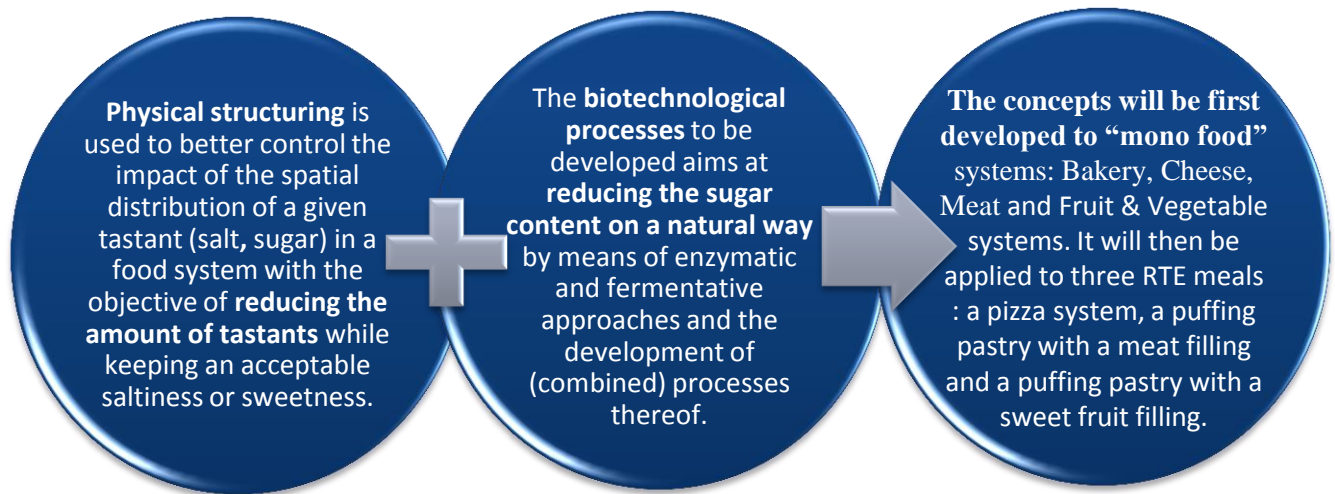 Physical structuring is
used to better control the
impact of the spatial
distribution of a given
tastant (salt, sugar) in a
food system with the
objective of reducing the
amount of tastants while
keeping an acceptable
saltiness or sweetness.
The biotechnological
processes to be
developed aims at
reducing the sugar
content on a natural way
by means of enzymatic
and fermentative
approaches and the
development of
(combined) processes
thereof.
The concepts will be first
developed to “mono food”
systems: Bakery, Cheese,
Meat and Fruit & Vegetable
systems. It will then be
applied to three RTE meals
: a pizza system, a puffing
pastry with a meat filling
and a puffing pastry with a
sweet fruit filling.